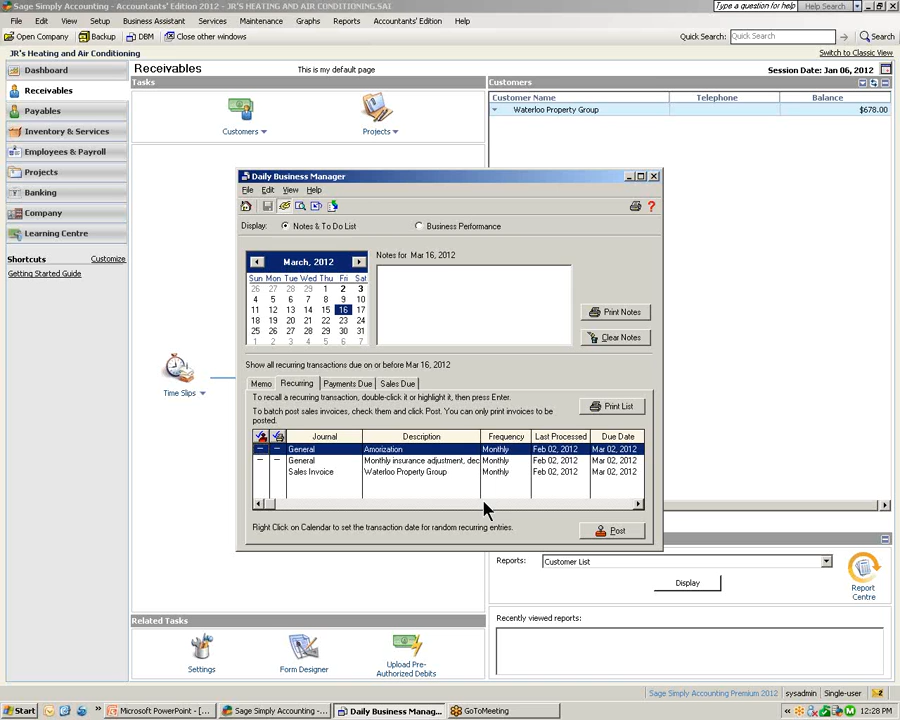 Sage Simply Accounting - Accountants' Edition 2012 - JR'S HEATING AND AIR CONDITIONING.SAI
Type a question for help
Help Search
File Edit View Setup Business Assistant Services Maintenance Graphs Reports Accountants' Edition Help
Open Company Backup DBM Close other windows
Quick Search: Quick Search Search
JR's Heating and Air Conditioning
Switch to Classic View
Dashboard
Receivables
Payables
Inventory & Services
Employees & Payroll
Projects
Banking
Company
Learning Centre
Shortcuts Customize
Getting Started Guide
Receivables
This is my default page
Session Date: Jan 06, 2012
Tasks
Customers
Projects
Time Slips
Customers
Customer Name Telephone Balance
Waterloo Property Group $678.00
Daily Business Manager
File Edit View Help
Display: Notes & To Do List Business Performance
March, 2012
Sun Mon Tue Wed Thu Fri Sat
26 27 28 29 1 2 3
4 5 6 7 8 9 10
11 12 13 14 15 16 17
18 19 20 21 22 23 24
25 26 27 28 29 30 31
1 2 3 4 5 6 7
Notes for Mar 16, 2012
Print Notes
Clear Notes
Show all recurring transactions due on or before Mar 16, 2012
Memo Recurring Payments Due Sales Due
To recall a recurring transaction, double-click it or highlight it, then press Enter.
To batch post sales invoices, check them and click Post. You can only print invoices to be
posted.
Print List
Journal Description Frequency Last Processed Due Date
General Amorization Monthly Feb 02, 2012 Mar 02, 2012
General Monthly insurance adjustment, dec Monthly Feb 02, 2012 Mar 02, 2012
Sales Invoice Waterloo Property Group Monthly Feb 02, 2012 Mar 02, 2012
Right Click on Calendar to set the transaction date for random recurring entries.
Post
Reports: Customer List
Display
Report
Centre
Recently viewed reports:
Related Tasks
Settings
Form Designer
Upload Pre-
Authorized Debits
Sage Simply Accounting Premium 2012 sysadmin Single-user
Start
Microsoft PowerPoint - [...
Sage Simply Accounting -...
Daily Business Manag...
GoToMeeting
12:28 PM